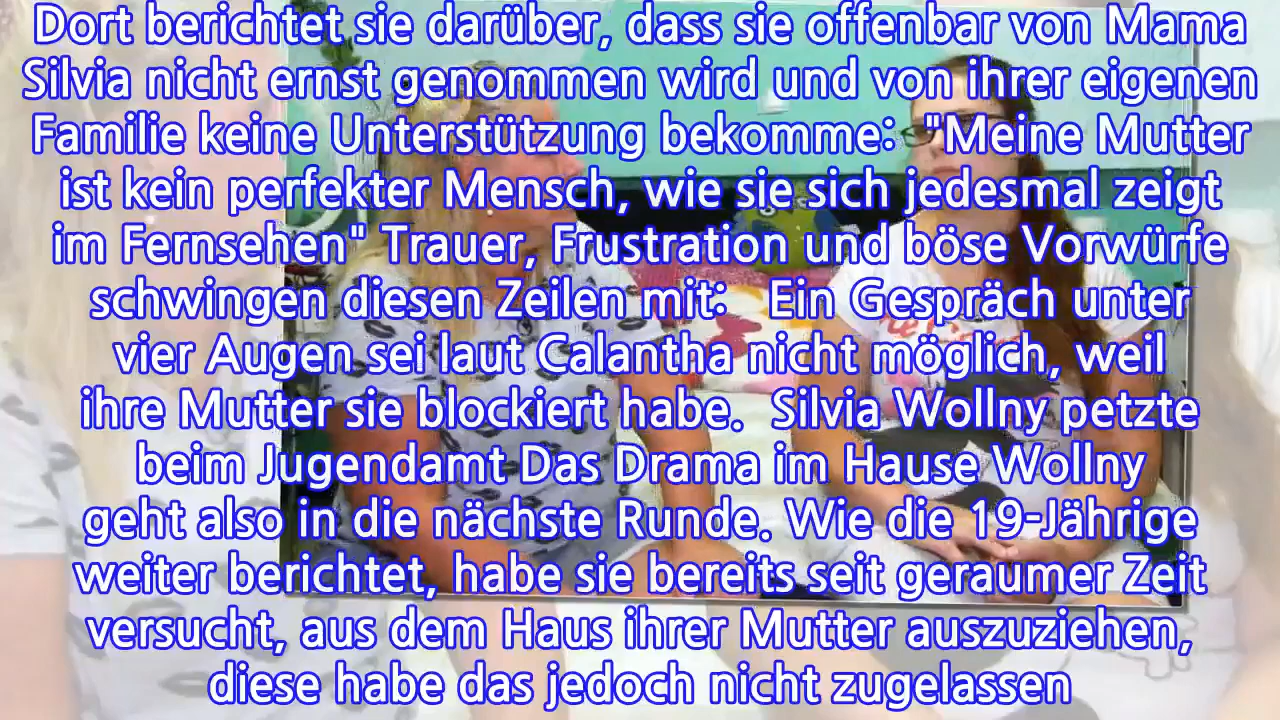 Dort berichtet sie darüber, dass sie offenbar von Mama
Silvia nicht ernst genommen wird und von ihrer eigenen
Familie keine Unterstützung bekomme: "Meine Mutter
ist kein perfekter Mensch, wie sie sich jedesmal zeigt
im Fernsehen" Trauer, Frustration und böse Vorwürfe
schwingen diesen Zeilen mit: Ein Gespräch unter
vier Augen sei laut Calantha nicht möglich, weil
ihre Mutter sie blockiert habe. Silvia Wollny petzte
beim Jugendamt Das Drama im Hause Wollny
geht also in die nächste Runde. Wie die 19-Jährige
weiter berichtet, habe sie bereits seit geraumer Zeit
versucht, aus dem Haus ihrer Mutter auszuziehen,
diese habe das jedoch nicht zugelassen